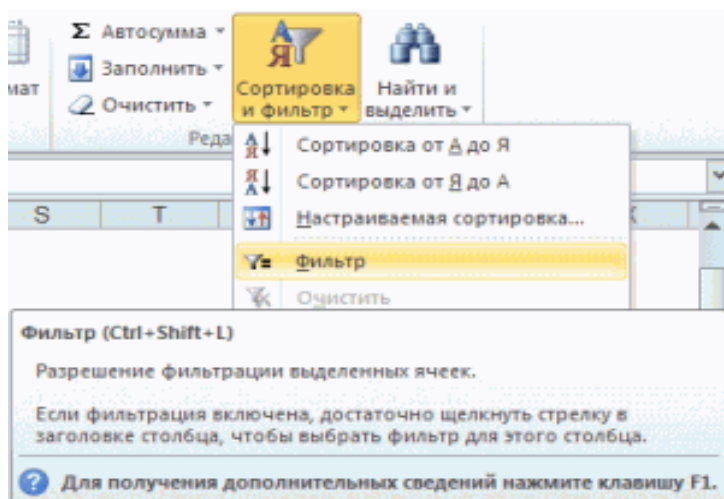 Σ Автосумма
Заполнить
Очистить
мат
Сортировка
и фильтр
Найти и
выделить
Реда
Сортировка от А до Я
Сортировка от Я до А
S T
Настраиваемая сортировка...
Фильтр
Очистить
Фильтр (Ctrl+Shift+L)
Разрешение фильтрации выделенных ячеек.
Если фильтрация включена, достаточно щелкнуть стрелку в
заголовке столбца, чтобы выбрать фильтр для этого столбца.
Для получения дополнительных сведений нажмите клавишу F1.